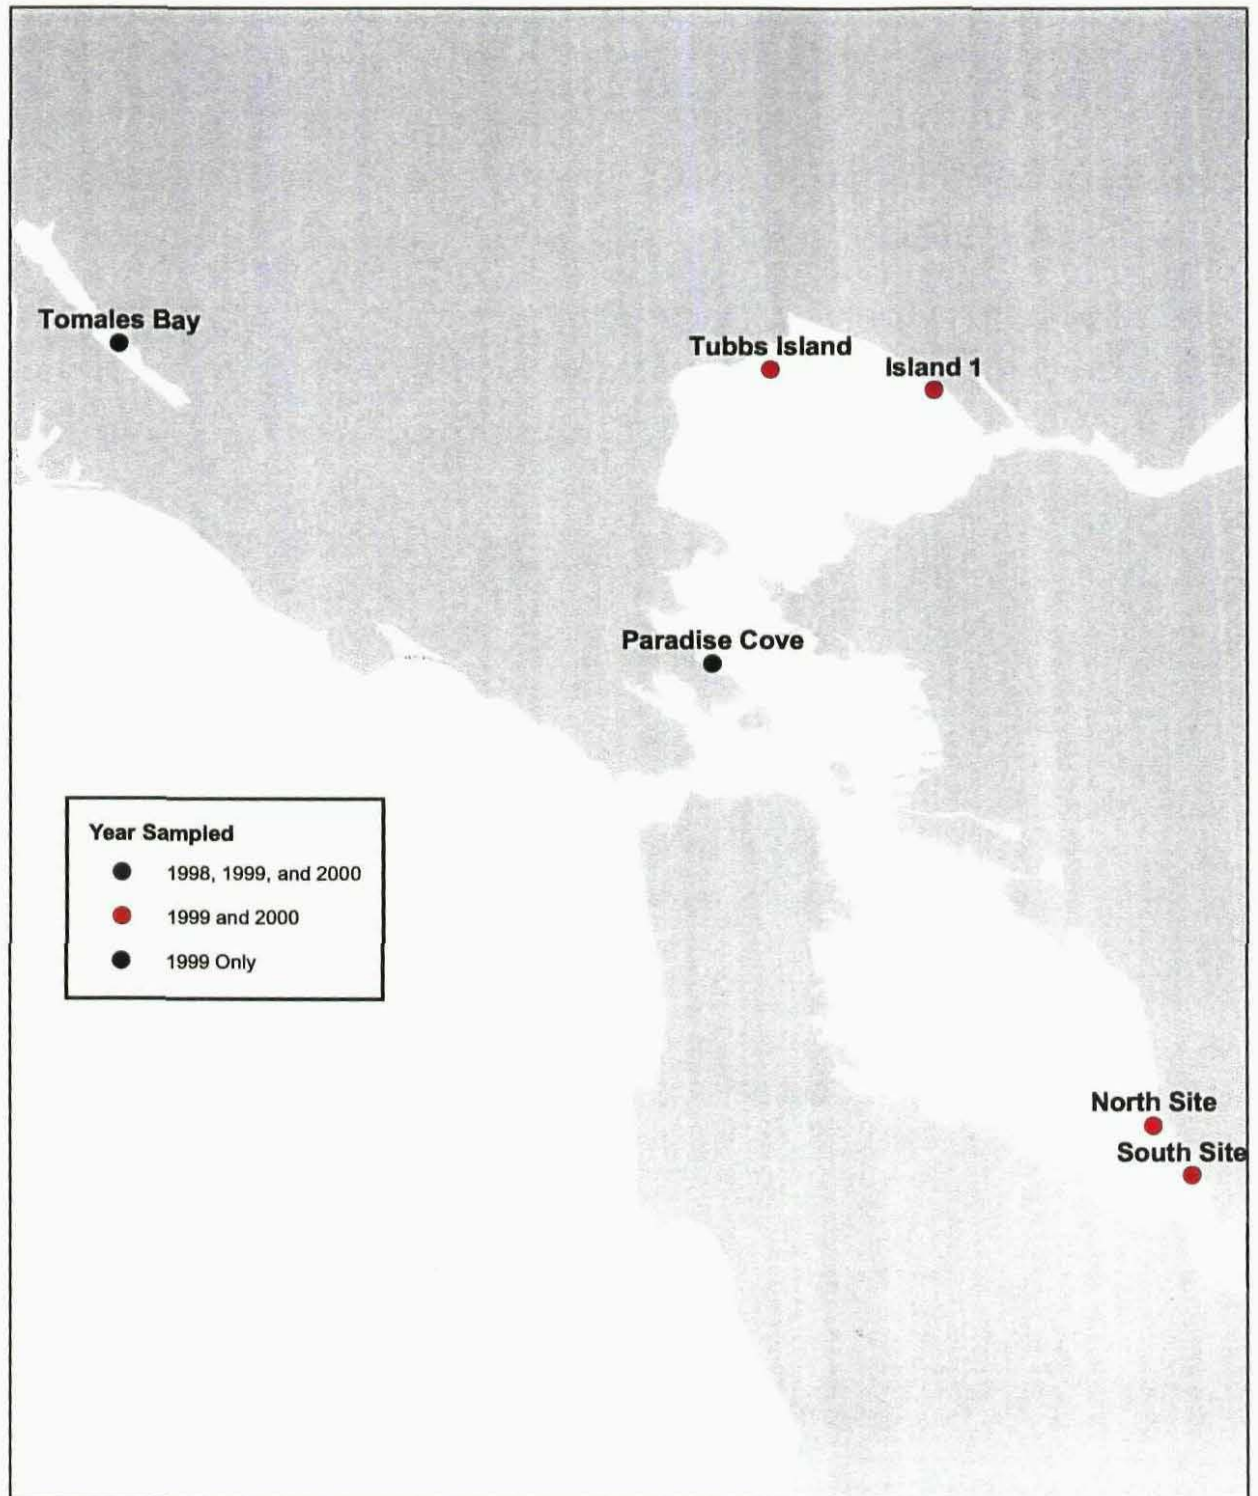 Tomales Bay
Tubbs Island
Island 1
Paradise Cove
Year Sampled
1998, 1999, and 2000
1999 and 2000
1999 Only
North Site
South Site